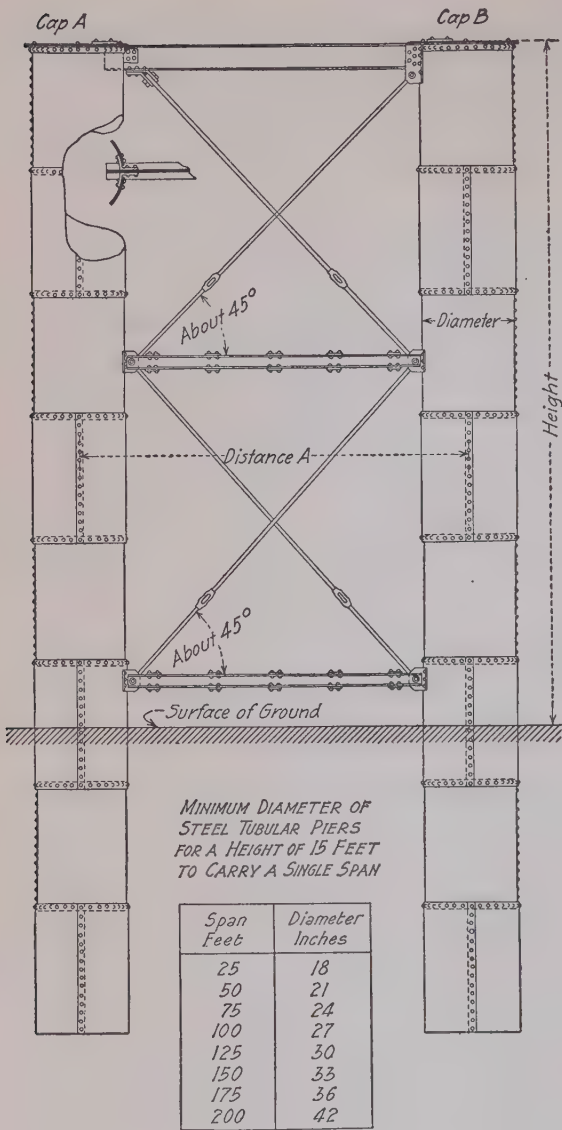 Cap A
Cap B
About 45°
Diameter
Height
Distance A
About 45°
Surface of Ground
MINIMUM DIAMETER OF
STEEL TUBULAR PIERS
FOR A HEIGHT OF 15 FEET
TO CARRY A SINGLE SPAN
Span Feet Diameter Inches
25 18
50 21
75 24
100 27
125 30
150 33
175 36
200 42